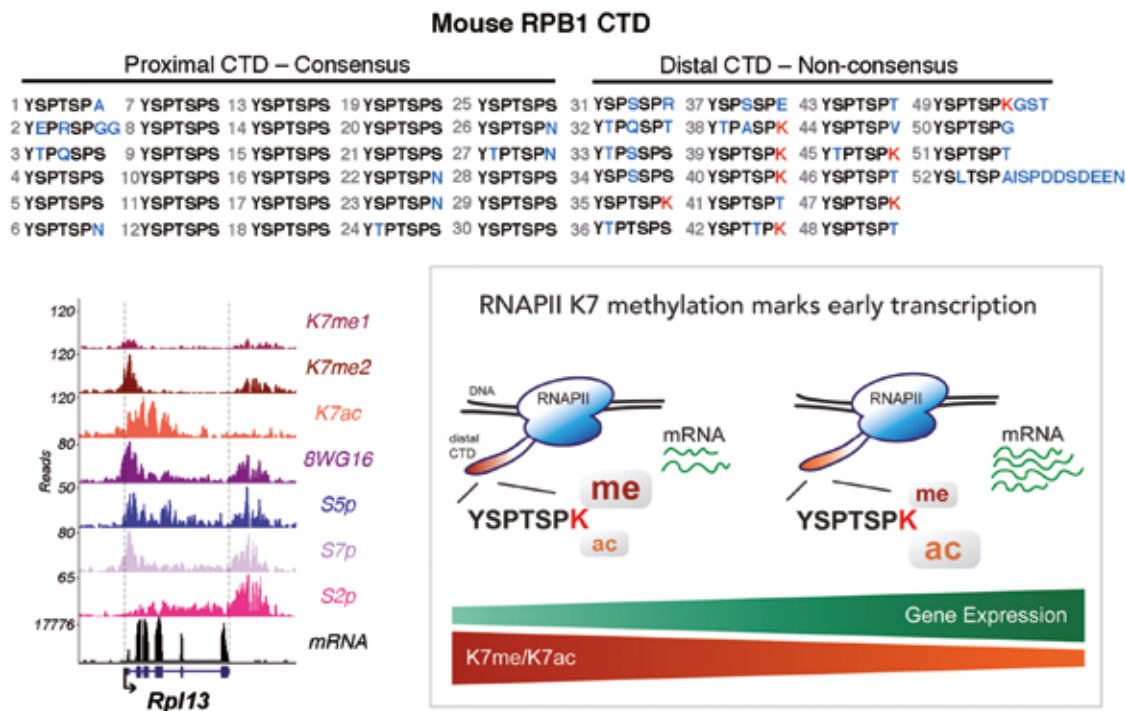 Mouse RPB1 CTD
Proximal CTD – Consensus
Distal CTD – Non-consensus
1 YSPTSPA 7 YSPTSPS 13 YSPTSPS 19 YSPTSPS 25 YSPTSPS 31 YSPSSPR 37 YSPSSPE 43 YSPTSPT 49 YSPTSPKGST
2 YEPRSPGG 8 YSPTSPS 14 YSPTSPS 20 YSPTSPS 26 YSPTSPN 32 YTPQSPT 38 YTPASPK 44 YSPTSPV 50 YSPTSPG
3 YTPQSPS 9 YSPTSPS 15 YSPTSPS 21 YSPTSPS 27 YTPTSPN 33 YTPSSPS 39 YSPTSPK 45 YTPTSPK 51 YSPTSPT
4 YSPTSPS 10 YSPTSPS 16 YSPTSPS 22 YSPTSPN 28 YSPTSPS 34 YSPSSPS 40 YSPTSPK 46 YSPTSPT 52 YSLTSPAISPDDSDEEN
5 YSPTSPS 11 YSPTSPS 17 YSPTSPS 23 YSPTSPN 29 YSPTSPS 35 YSPTSPK 41 YSPTSPT 47 YSPTSPK
6 YSPTSPN 12 YSPTSPS 18 YSPTSPS 24 YTPTSPS 30 YSPTSPS 36 YTPTSPS 42 YSPTTPK 48 YSPTSPT
120
K7me1
120
K7me2
120
K7ac
80
8WG16
50
S5p
80
S7p
65
S2p
17776
mRNA
Reads
Rpl13
RNAPII K7 methylation marks early transcription
DNA
RNAPII
distal
CTD
mRNA
me
YSPTSPK
ac
RNAPII
mRNA
me
YSPTSPK
ac
Gene Expression
K7me/K7ac